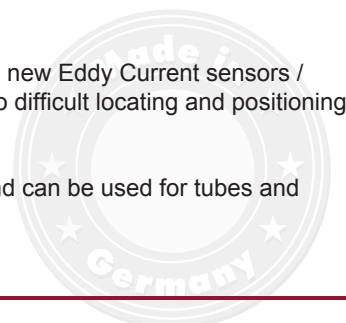 Made in
new Eddy Current sensors /
o difficult locating and positioning
nd can be used for tubes and
Germany